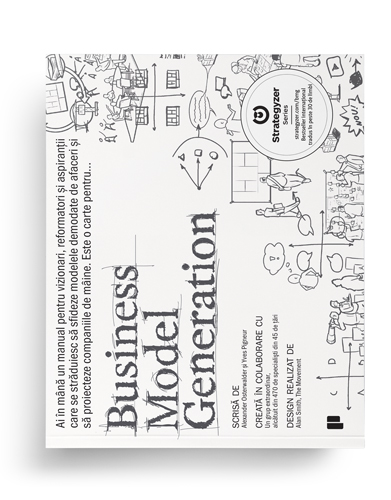 Ai în mână un manual pentru vizionari, reformatori și aspiranții
care se străduiesc să sfideze modelele demodate de afaceri și
să proiecteze companiile de mâine. Este o carte pentru...
Business
Model
Generation
SCRISĂ DE
Alexander Osterwalder și Yves Pigneur
CREATĂ ÎN COLABORARE CU
Un grup extraordinar,
alcătuit din 470 de specialiști din 45 de țări
DESIGN REALIZAT DE
Alan Smith, The Movement
Strategyzer
Series
strategyzer.com/bmg
Bestseller internațional
tradus în peste 30 de limbi
NOU!
C
D